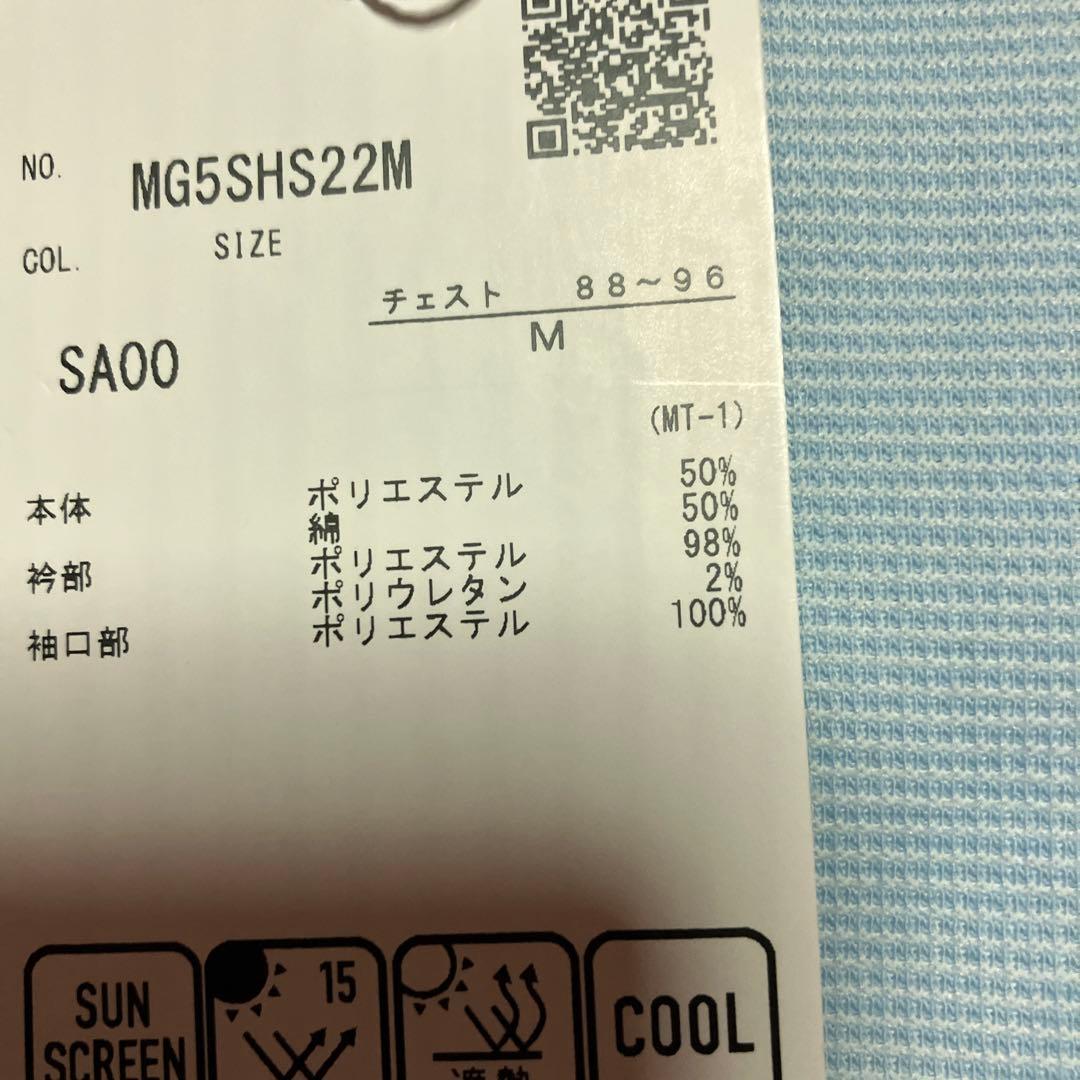 NO. MG5SHS22M
COL. SIZE
チェスト 88~96
SA00 M
(MT-1)
本体 ポリエステル 50%
綿 50%
衿部 ポリエステル 98%
ポリウレタン 2%
袖口部 ポリエステル 100%
SUN SCREEN
15
遮熱
COOL